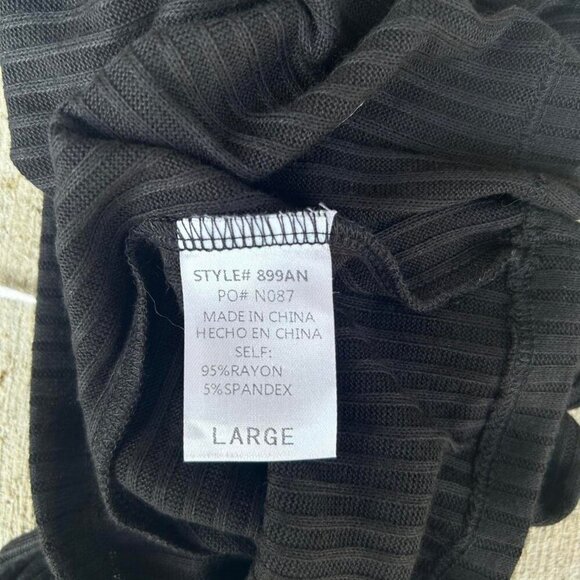 STYLE# 899AN
PO# N087
MADE IN CHINA
HECHO EN CHINA
SELF:
95%RAYON
5%SPANDEX
LARGE